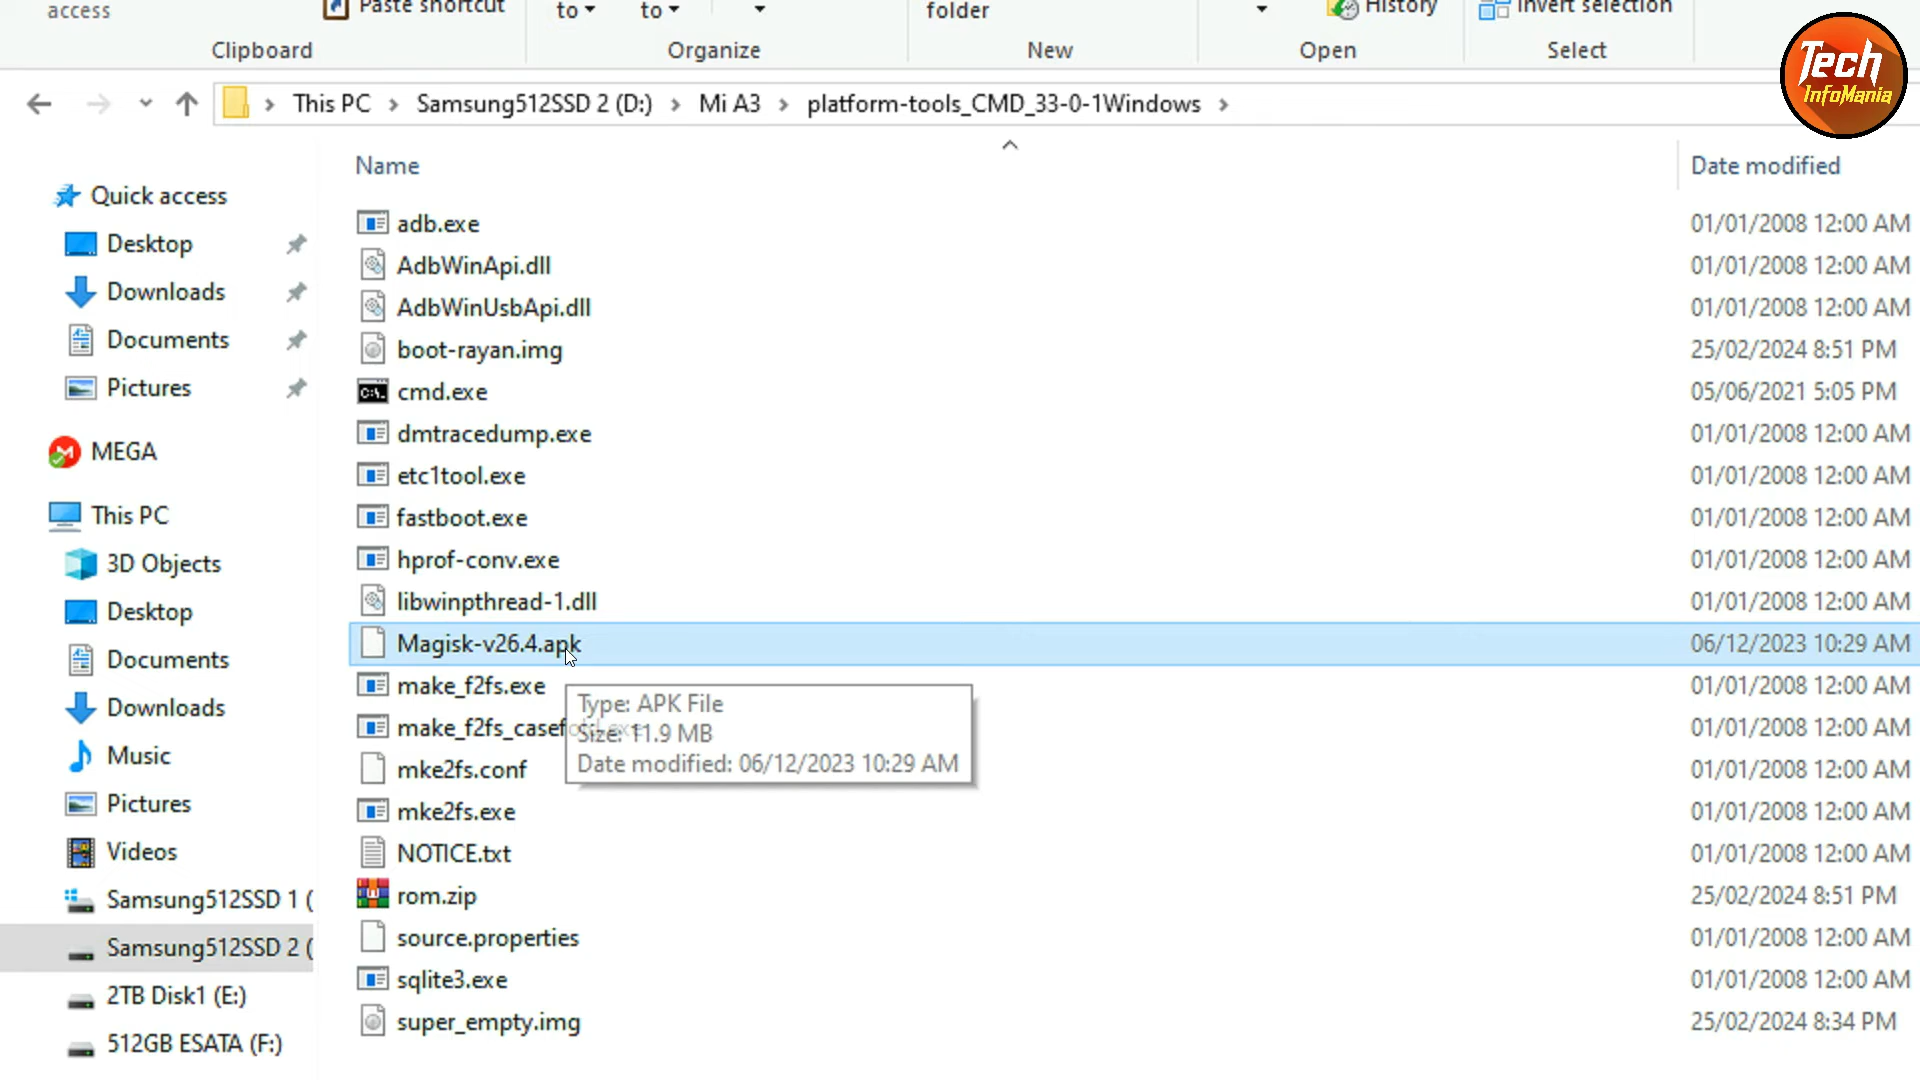 access
Paste shortcut
to
to
folder
History
Invert selection
Clipboard
Organize
New
Open
Select
Tech
InfoMania
This PC
Samsung512SSD 2 (D:)
Mi A3
platform-tools_CMD_33-0-1Windows
Name
Date modified
Quick access
Desktop
Downloads
Documents
Pictures
MEGA
This PC
3D Objects
Desktop
Documents
Downloads
Music
Pictures
Videos
Samsung512SSD 1 (
Samsung512SSD 2 (
2TB Disk1 (E:)
512GB ESATA (F:)
adb.exe 01/01/2008 12:00 AM
AdbWinApi.dll 01/01/2008 12:00 AM
AdbWinUsbApi.dll 01/01/2008 12:00 AM
boot-rayan.img 25/02/2024 8:51 PM
C:\.
cmd.exe 05/06/2021 5:05 PM
dmtracedump.exe 01/01/2008 12:00 AM
etc1tool.exe 01/01/2008 12:00 AM
fastboot.exe 01/01/2008 12:00 AM
hprof-conv.exe 01/01/2008 12:00 AM
libwinpthread-1.dll 01/01/2008 12:00 AM
Magisk-v26.4.apk 06/12/2023 10:29 AM
make_f2fs.exe 01/01/2008 12:00 AM
Type: APK File
make_f2fs_casefold.exe 01/01/2008 12:00 AM
Size: 11.9 MB
Date modified: 06/12/2023 10:29 AM
mke2fs.conf 01/01/2008 12:00 AM
mke2fs.exe 01/01/2008 12:00 AM
NOTICE.txt 01/01/2008 12:00 AM
rom.zip 25/02/2024 8:51 PM
source.properties 01/01/2008 12:00 AM
sqlite3.exe 01/01/2008 12:00 AM
super_empty.img 25/02/2024 8:34 PM